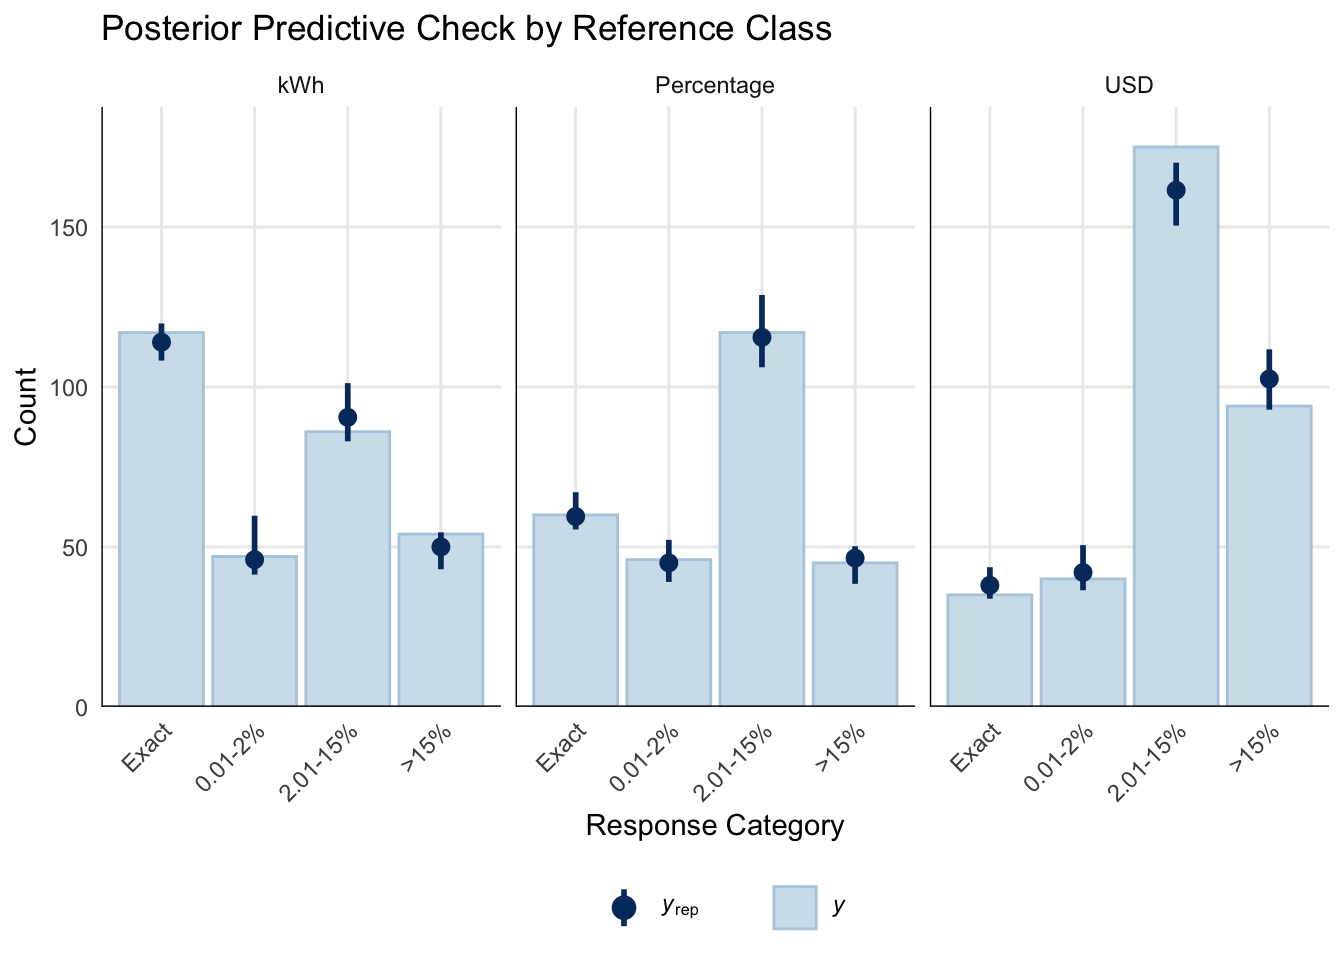 Posterior Predictive Check by Reference Class
kWh Percentage USD
Count
150
100
50
0
Exact 0.01-2% 2.01-15% >15% Exact 0.01-2% 2.01-15% >15% Exact 0.01-2% 2.01-15% >15%
Response Category
yrep y